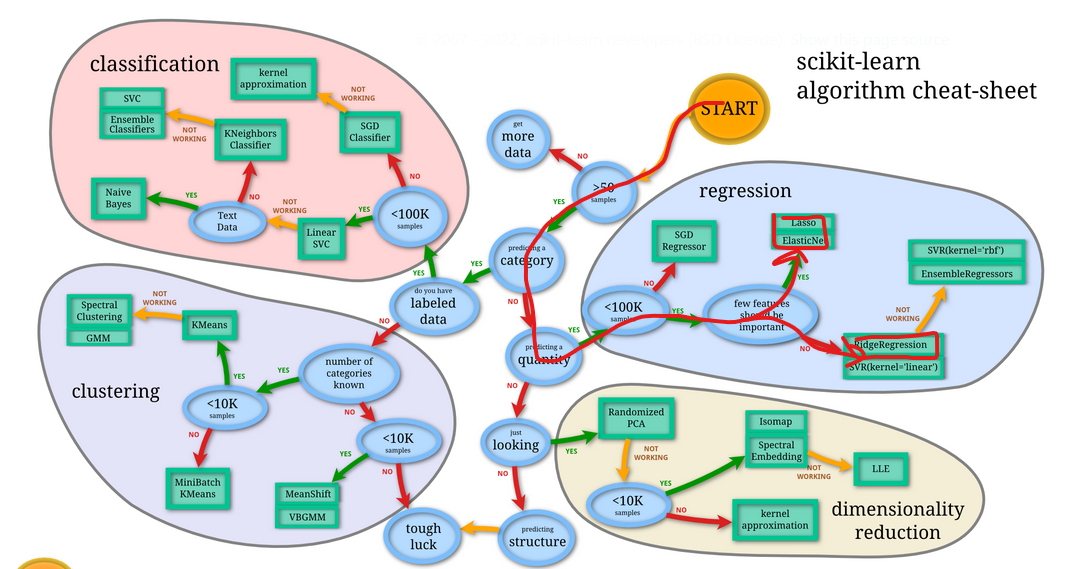 scikit-learn
algorithm cheat-sheet
START
classification
kernel
approximation
NOT
WORKING
SVC
Ensemble
Classifiers
NOT
WORKING
KNeighbors
Classifier
SGD
Classifier
NO
Naive
Bayes
YES
NO
Text
Data
NOT
WORKING
Linear
SVC
YES
<100K
samples
YES
get
more
data
NO
>50
samples
YES
predicting a
category
YES
NO
do you have
labeled
data
NO
predicting a
quantity
YES
NO
just
looking
YES
NO
predicting
structure
tough
luck
regression
SGD
Regressor
NO
<100K
samples
YES
few features
should be
important
YES
NO
Lasso
ElasticNet
SVR(kernel='rbf')
EnsembleRegressors
NOT
WORKING
RidgeRegression
SVR(kernel='linear')
clustering
Spectral
Clustering
GMM
NOT
WORKING
KMeans
YES
<10K
samples
YES
NO
number of
categories
known
NO
MiniBatch
KMeans
<10K
samples
YES
NO
MeanShift
VBGMM
dimensionality
reduction
Randomized
PCA
NOT
WORKING
<10K
samples
YES
NO
Isomap
Spectral
Embedding
NOT
WORKING
LLE
kernel
approximation